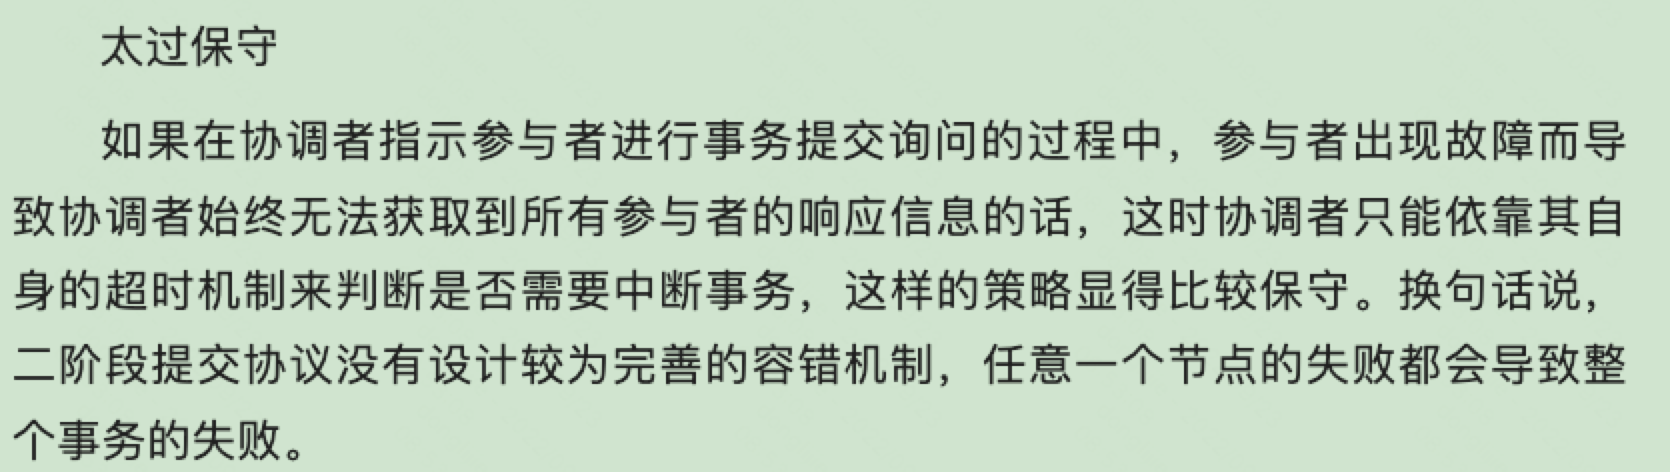 太过保守
如果在协调者指示参与者进行事务提交询问的过程中，参与者出现故障而导
致协调者始终无法获取到所有参与者的响应信息的话，这时协调者只能依靠其自
身的超时机制来判断是否需要中断事务，这样的策略显得比较保守。换句话说，
二阶段提交协议没有设计较为完善的容错机制，任意一个节点的失败都会导致整
个事务的失败。